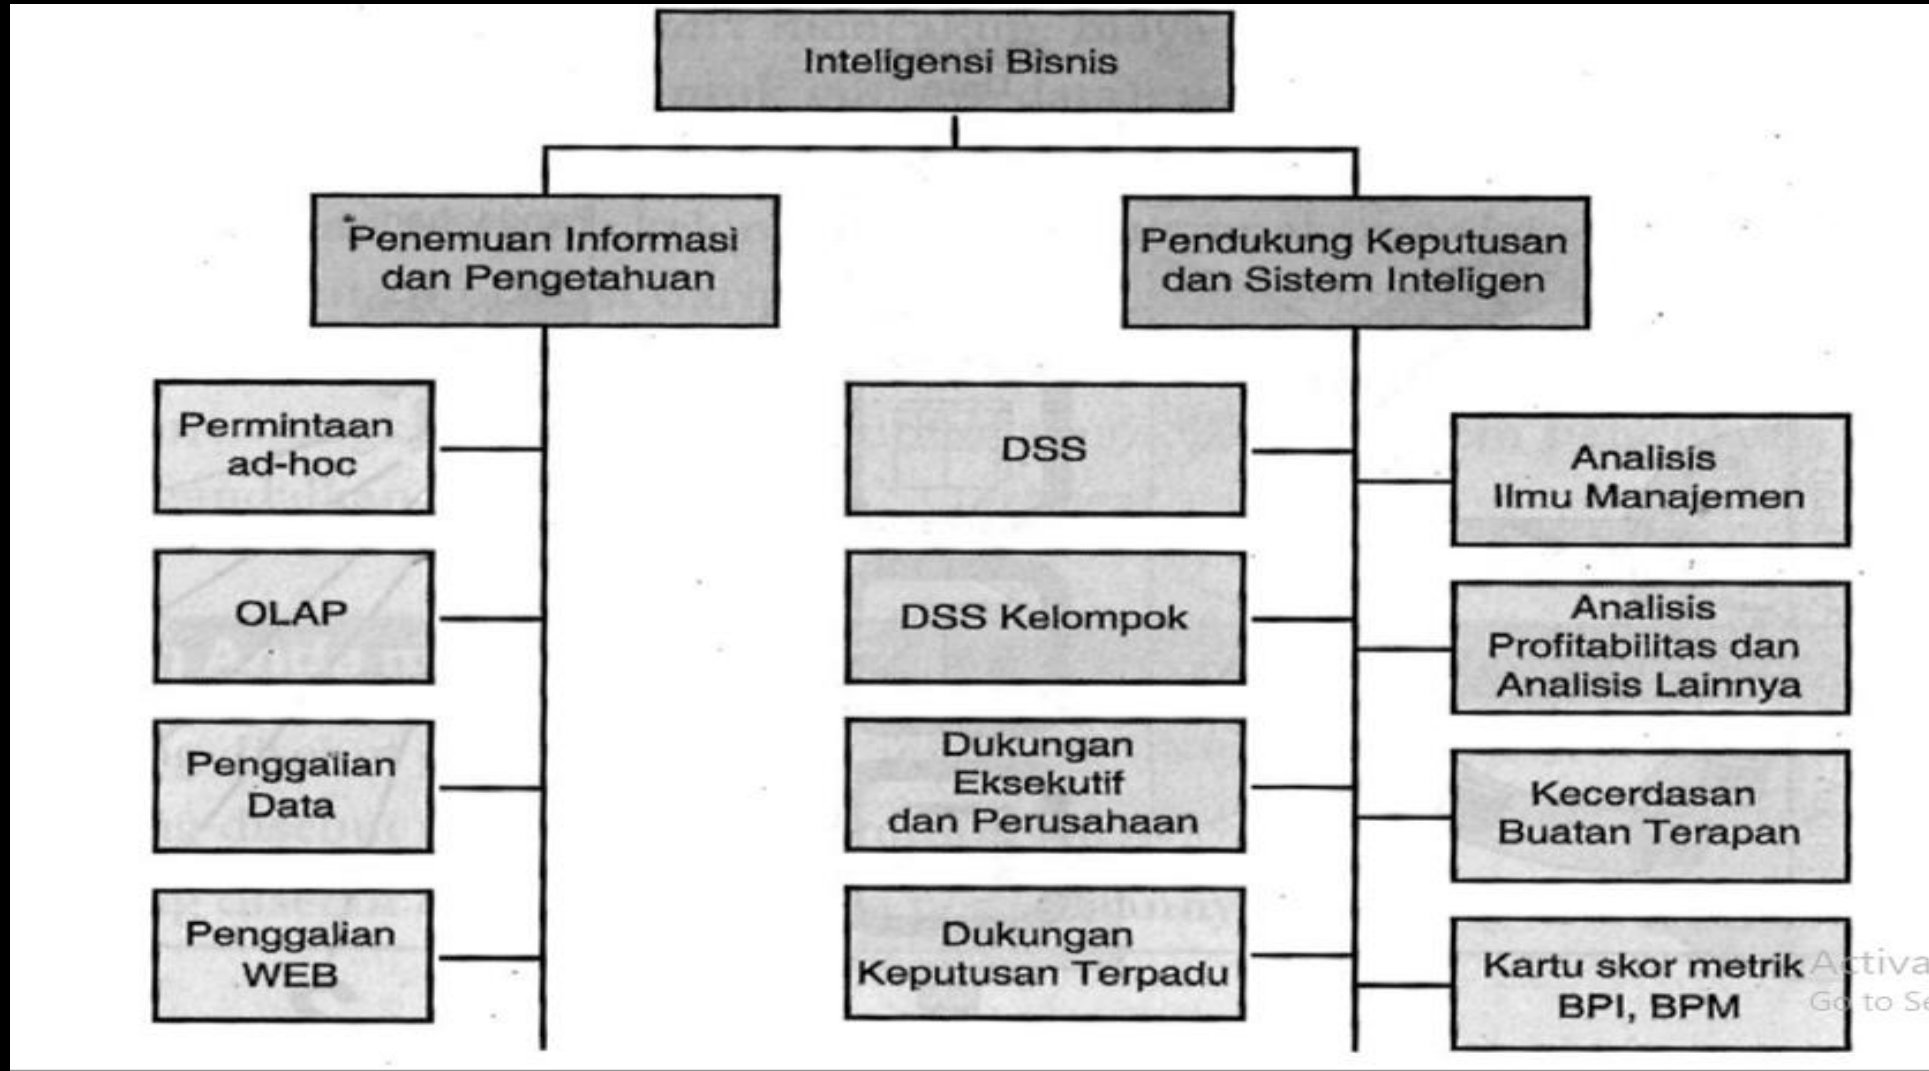 Inteligensi Bisnis
Penemuan Informasi
dan Pengetahuan
Pendukung Keputusan
dan Sistem Inteligen
Permintaan
ad-hoc
OLAP
Penggalian
Data
Penggalian
WEB
DSS
DSS Kelompok
Dukungan
Eksekutif
dan Perusahaan
Dukungan
Keputusan Terpadu
Analisis
Ilmu Manajemen
Analisis
Profitabilitas dan
Analisis Lainnya
Kecerdasan
Buatan Terapan
Kartu skor metrik
BPI, BPM
Go to